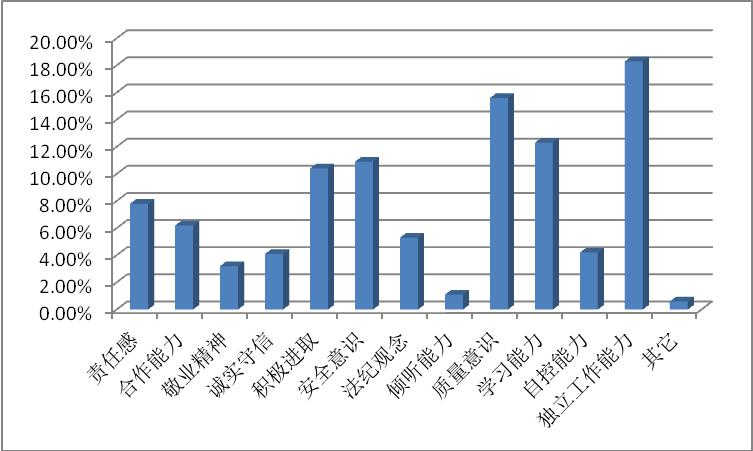 20.00%
18.00%
16.00%
14.00%
12.00%
10.00%
8.00%
6.00%
4.00%
2.00%
0.00%
责任感
合作能力
敬业精神
诚实守信
积极进取
安全意识
法纪观念
倾听能力
质量意识
学习能力
自控能力
独立工作能力
其它